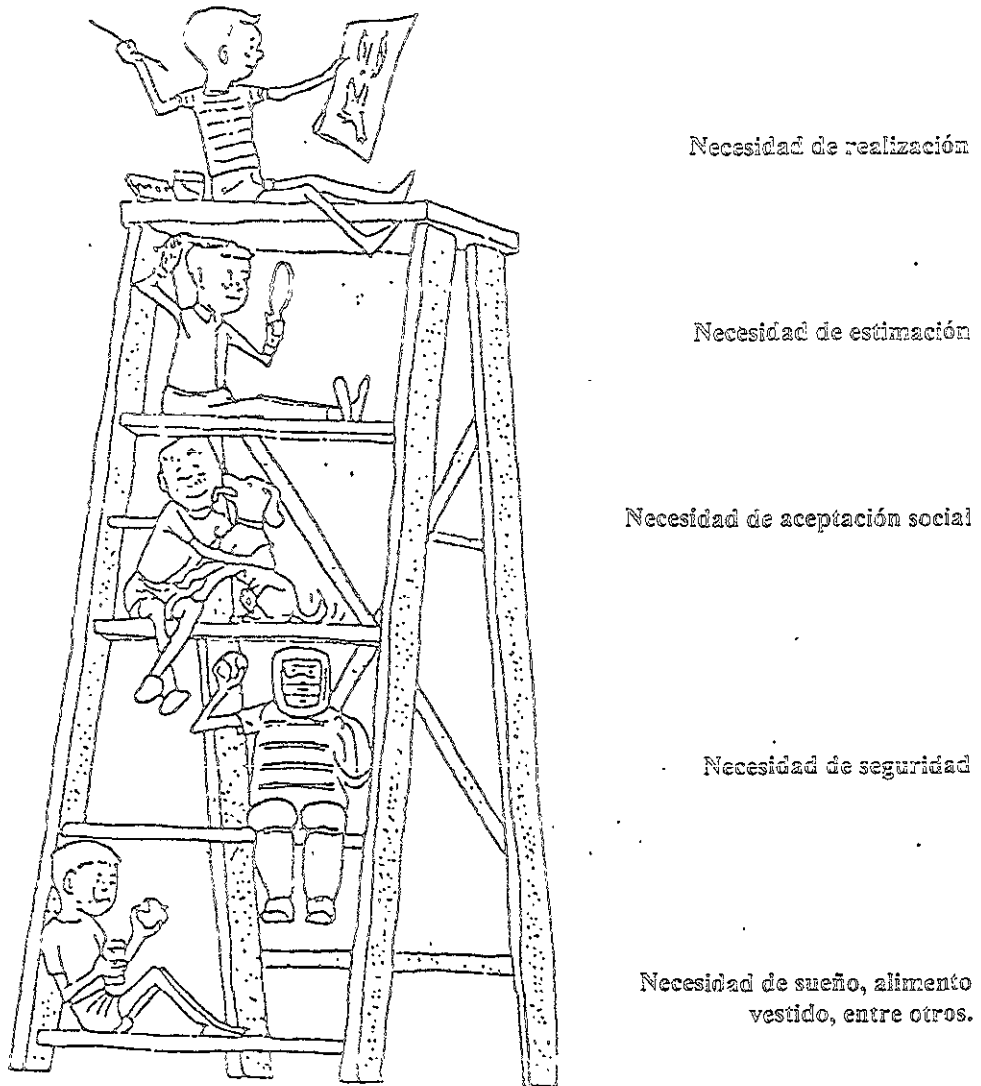 Necesidad de realización
Necesidad de estimación
Necesidad de aceptación social
Necesidad de seguridad
Necesidad de sueño, alimento
vestido, entre otros.